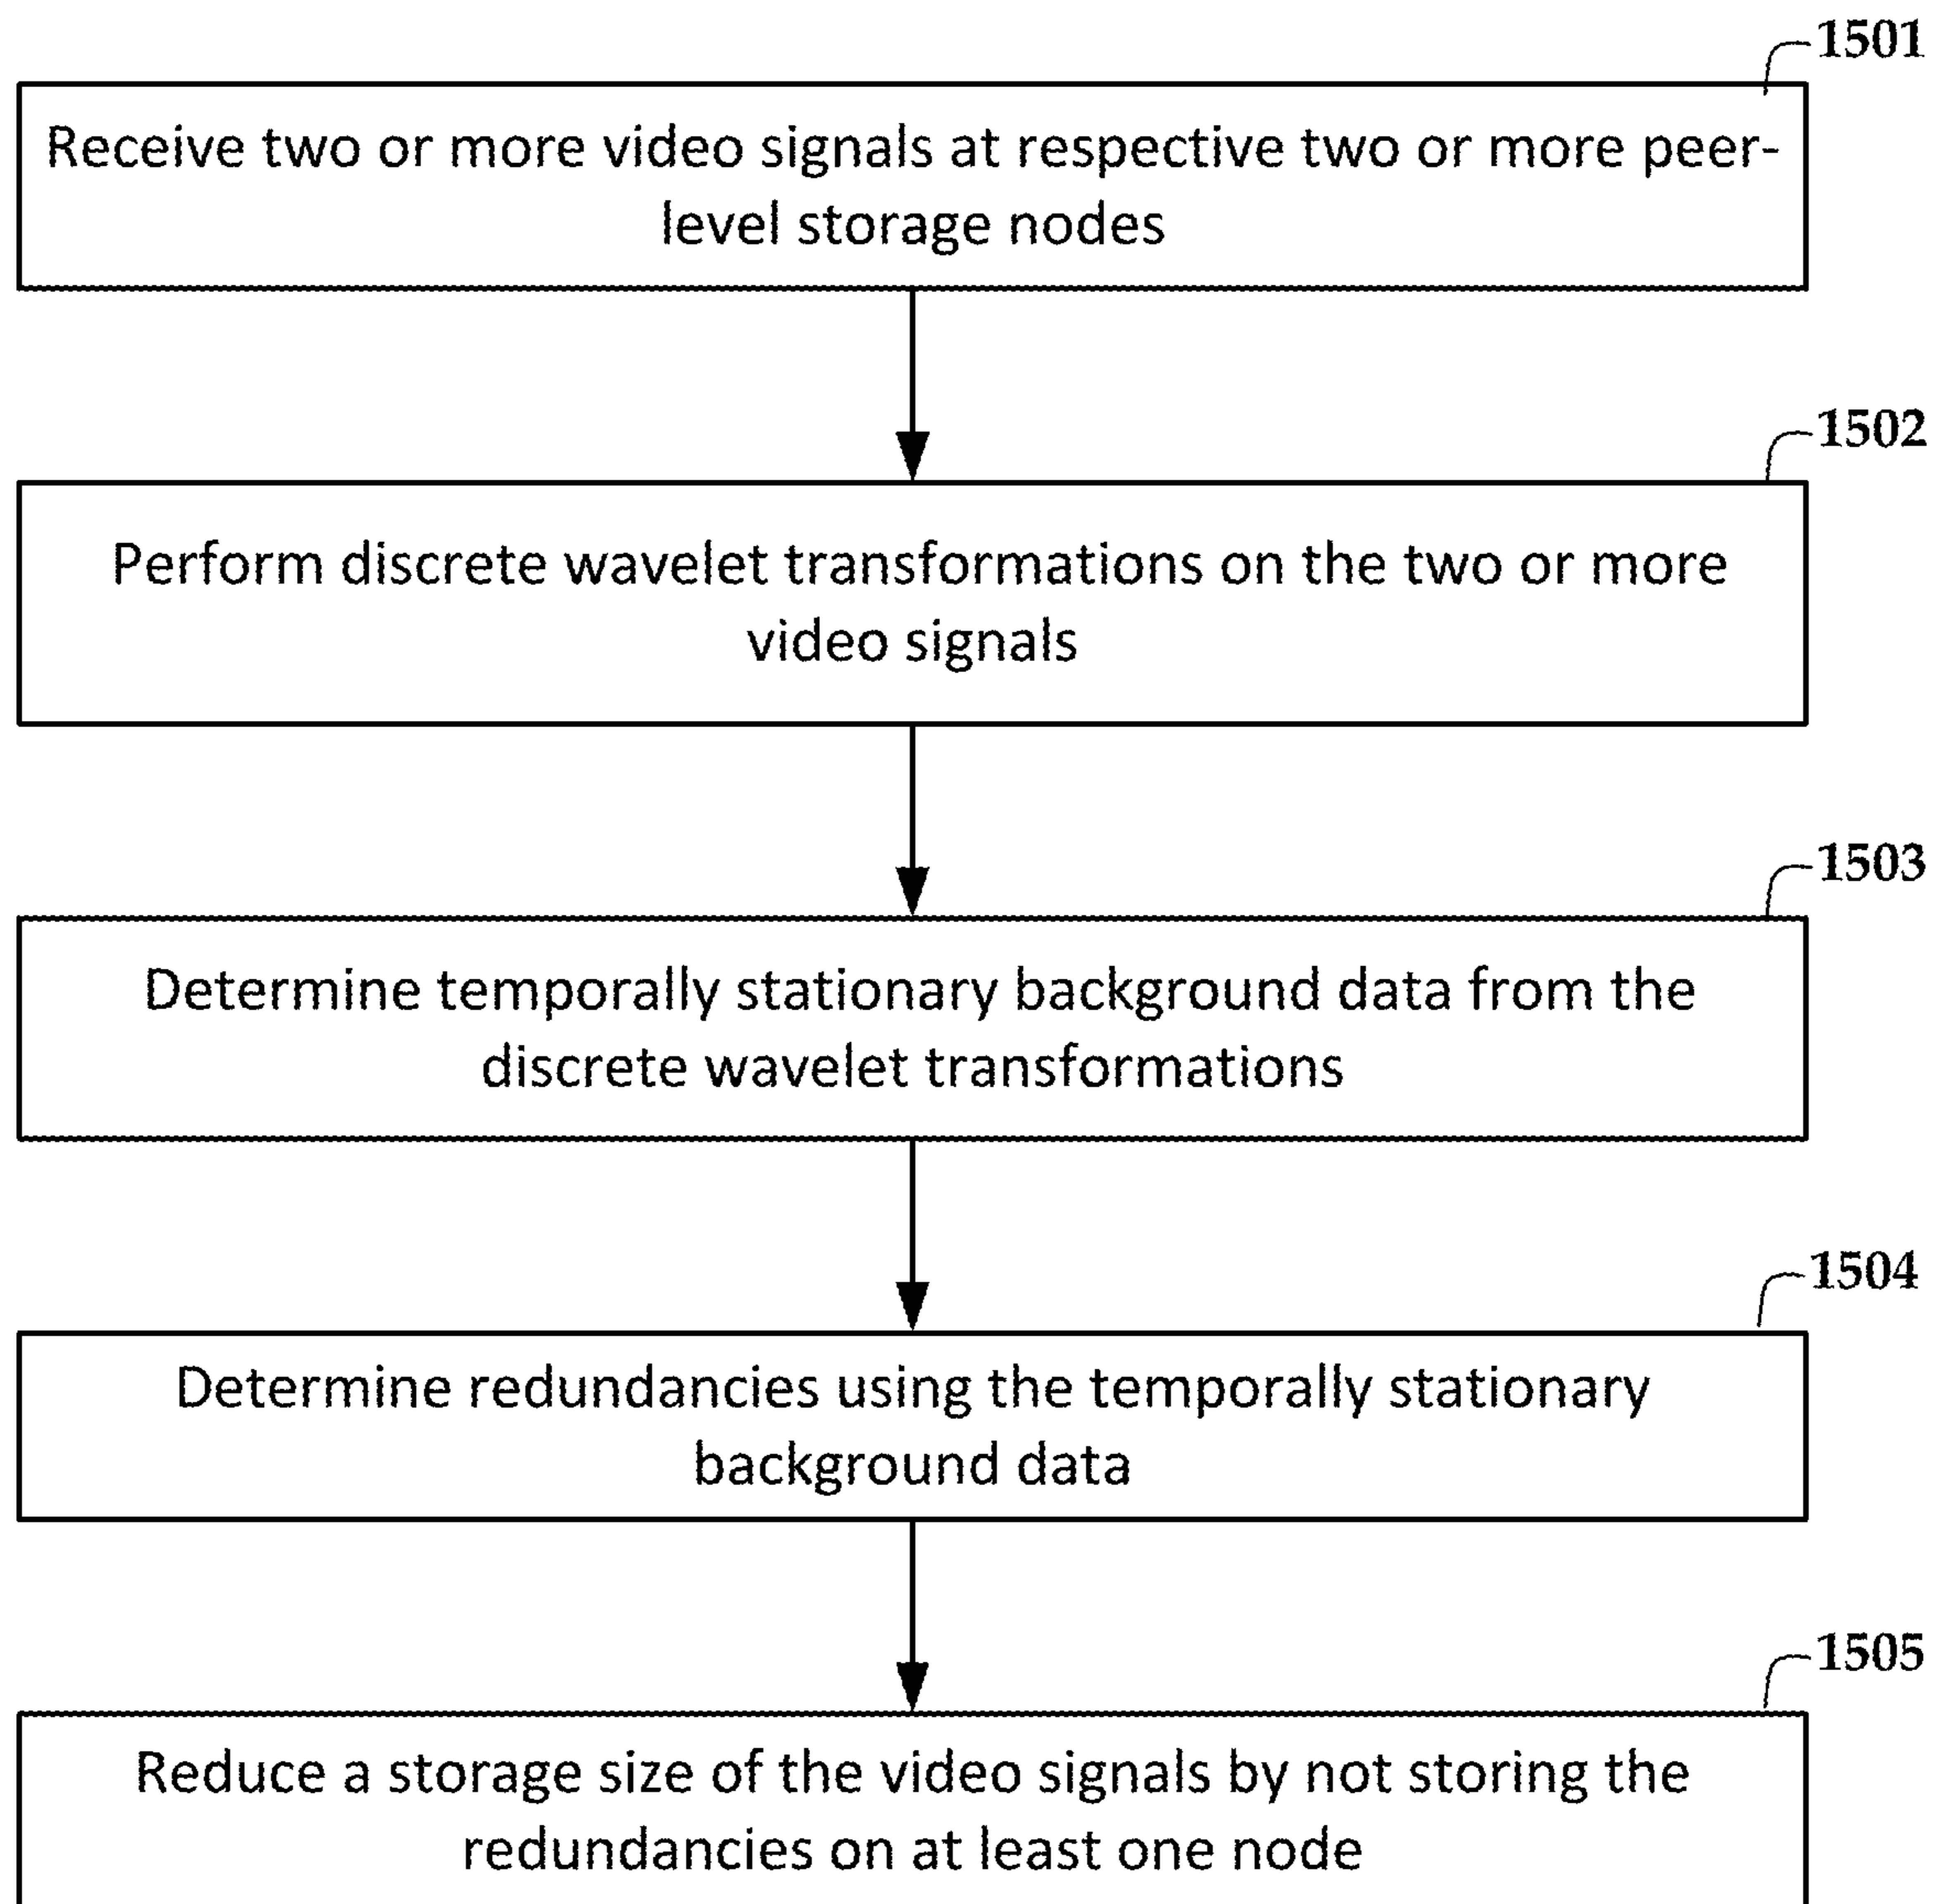 1501
Receive two or more video signals at respective two or more peer-
level storage nodes
1502
Perform discrete wavelet transformations on the two or more
video signals
1503
Determine temporally stationary background data from the
discrete wavelet transformations
1504
Determine redundancies using the temporally stationary
background data
1505
Reduce a storage size of the video signals by not storing the
redundancies on at least one node